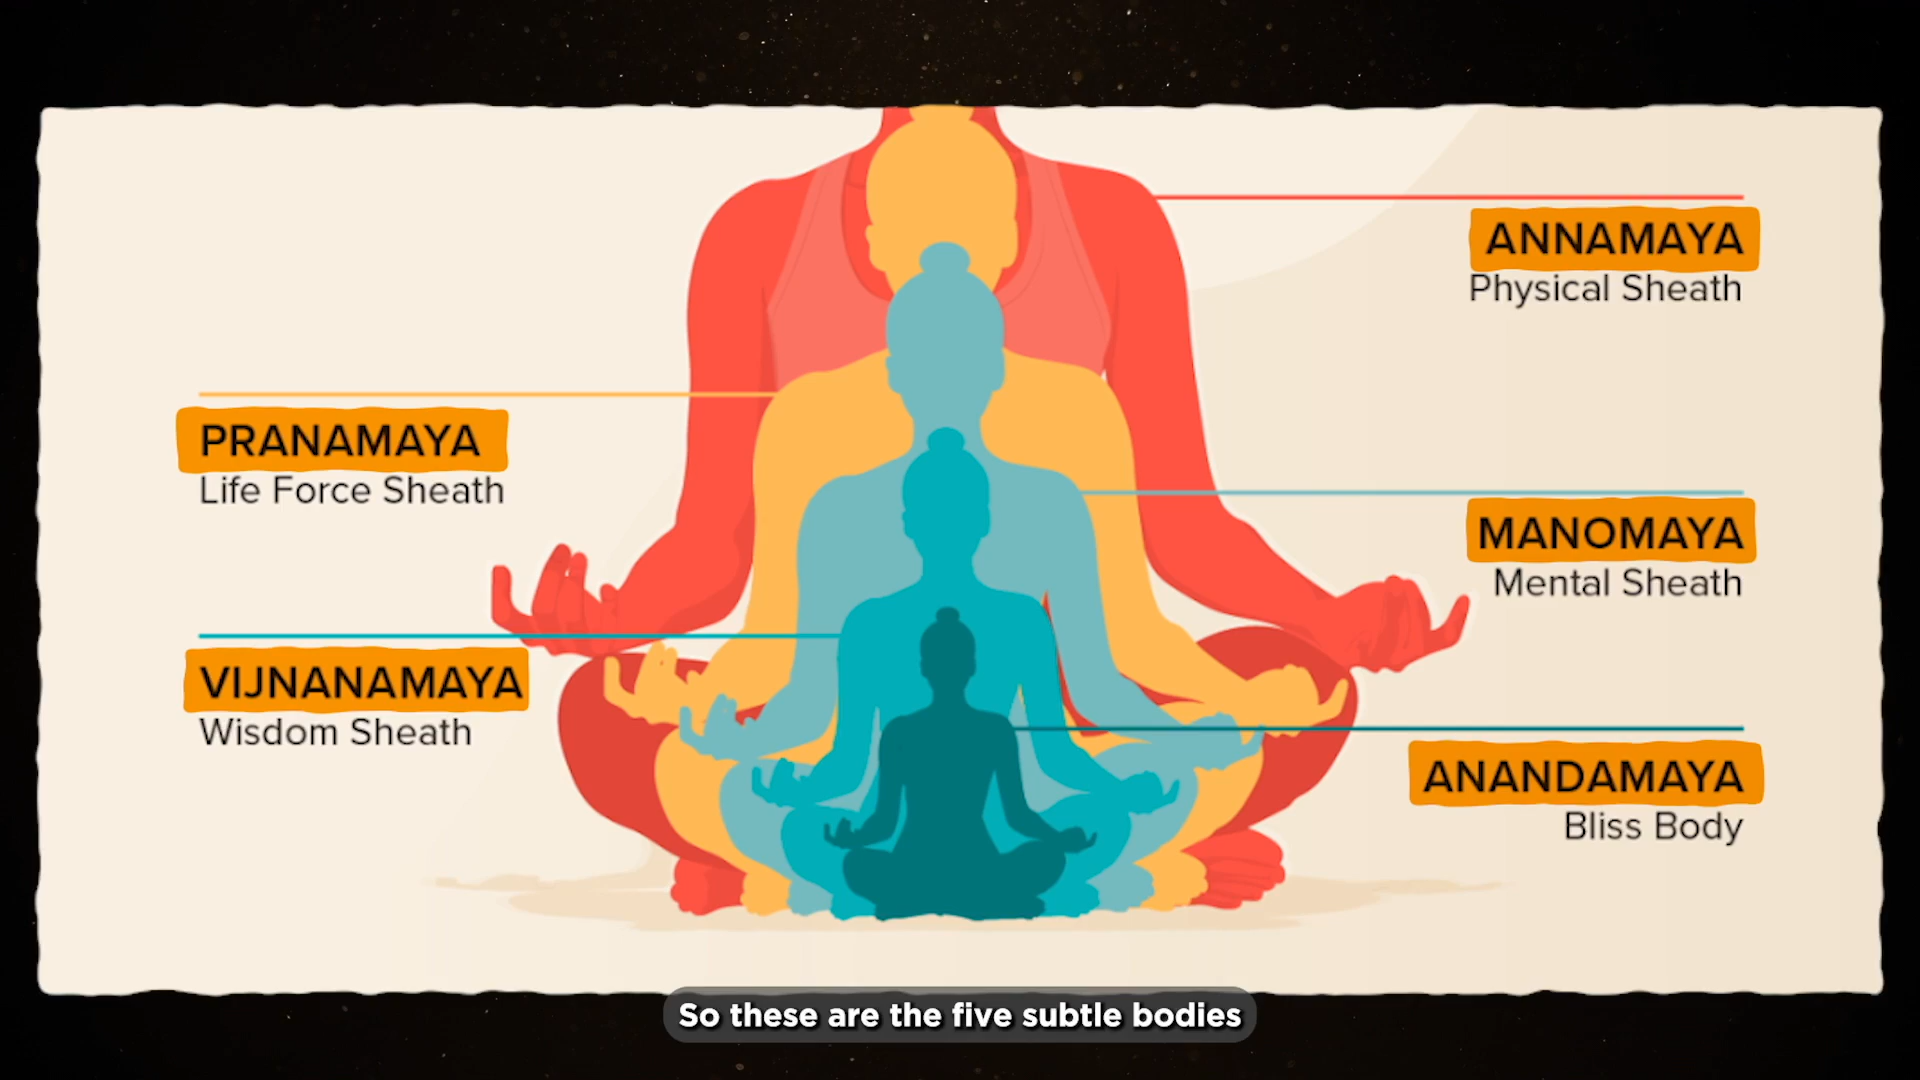 ANNAMAYA
Physical Sheath
PRANAMAYA
Life Force Sheath
MANOMAYA
Mental Sheath
VIJNANAMAYA
Wisdom Sheath
ANANDAMAYA
Bliss Body
So these are the five subtle bodies